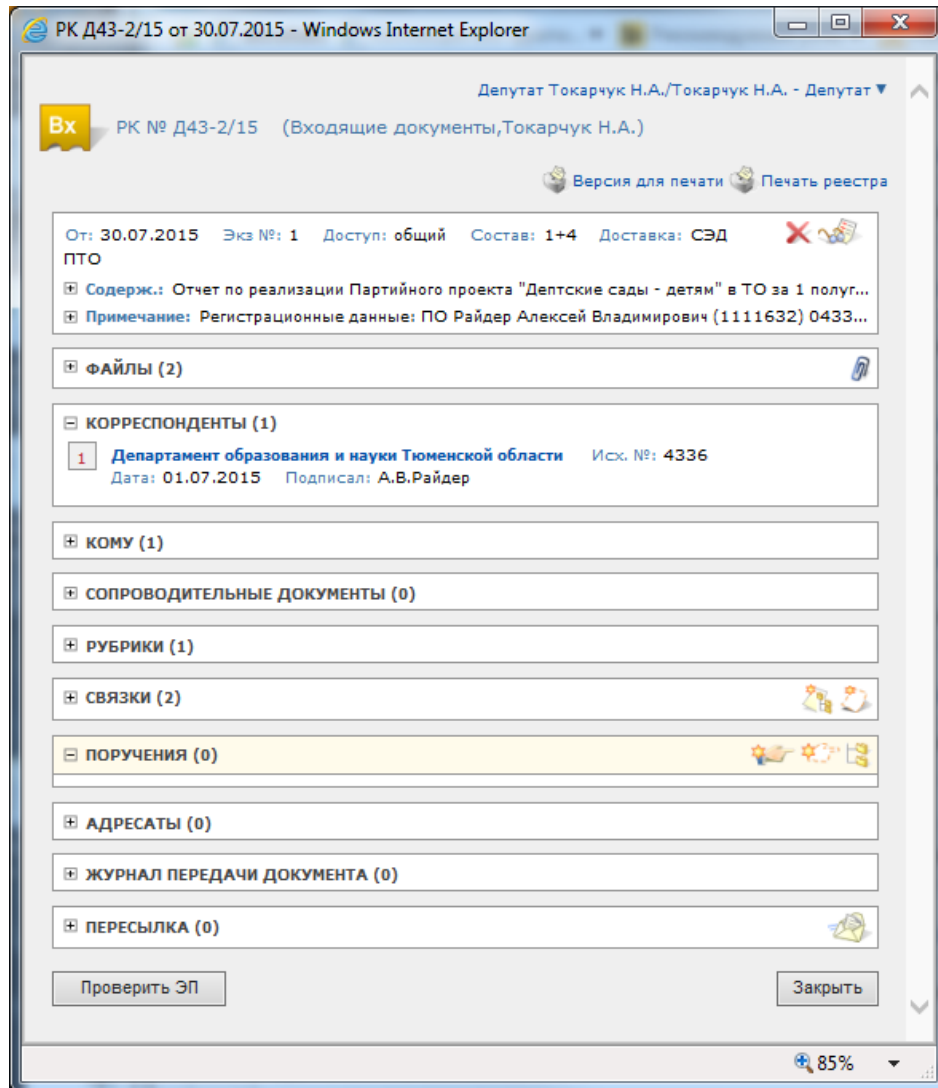 РК Д43-2/15 от 30.07.2015 - Windows Internet Explorer
Депутат Токарчук Н.А./Токарчук Н.А. - Депутат
Вх РК № Д43-2/15 (Входящие документы,Токарчук Н.А.)
Версия для печати Печать реестра
От: 30.07.2015 Экз №: 1 Доступ: общий Состав: 1+4 Доставка: СЭД
ПТО
Содерж.: Отчет по реализации Партийного проекта "Дептские сады - детям" в ТО за 1 полуг...
Примечание: Регистрационные данные: ПО Райдер Алексей Владимирович (1111632) 0433...
ФАЙЛЫ (2)
КОРРЕСПОНДЕНТЫ (1)
1 Департамент образования и науки Тюменской области Исх. №: 4336
Дата: 01.07.2015 Подписал: А.В.Райдер
КОМУ (1)
СОПРОВОДИТЕЛЬНЫЕ ДОКУМЕНТЫ (0)
РУБРИКИ (1)
СВЯЗКИ (2)
ПОРУЧЕНИЯ (0)
АДРЕСАТЫ (0)
ЖУРНАЛ ПЕРЕДАЧИ ДОКУМЕНТА (0)
ПЕРЕСЫЛКА (0)
Проверить ЭП Закрыть
85%